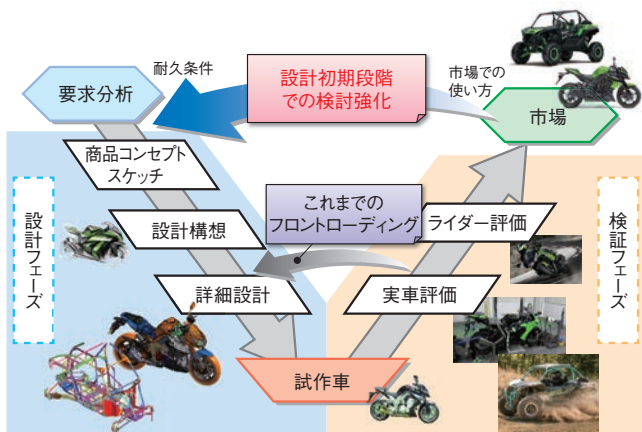 耐久条件
設計初期段階
での検討強化
市場での
使い方
要求分析
市場
商品コンセプト
スケッチ
これまでの
フロントローディング
設計構想
ライダー評価
詳細設計
実車評価
試作車
設計フェーズ
検証フェーズ